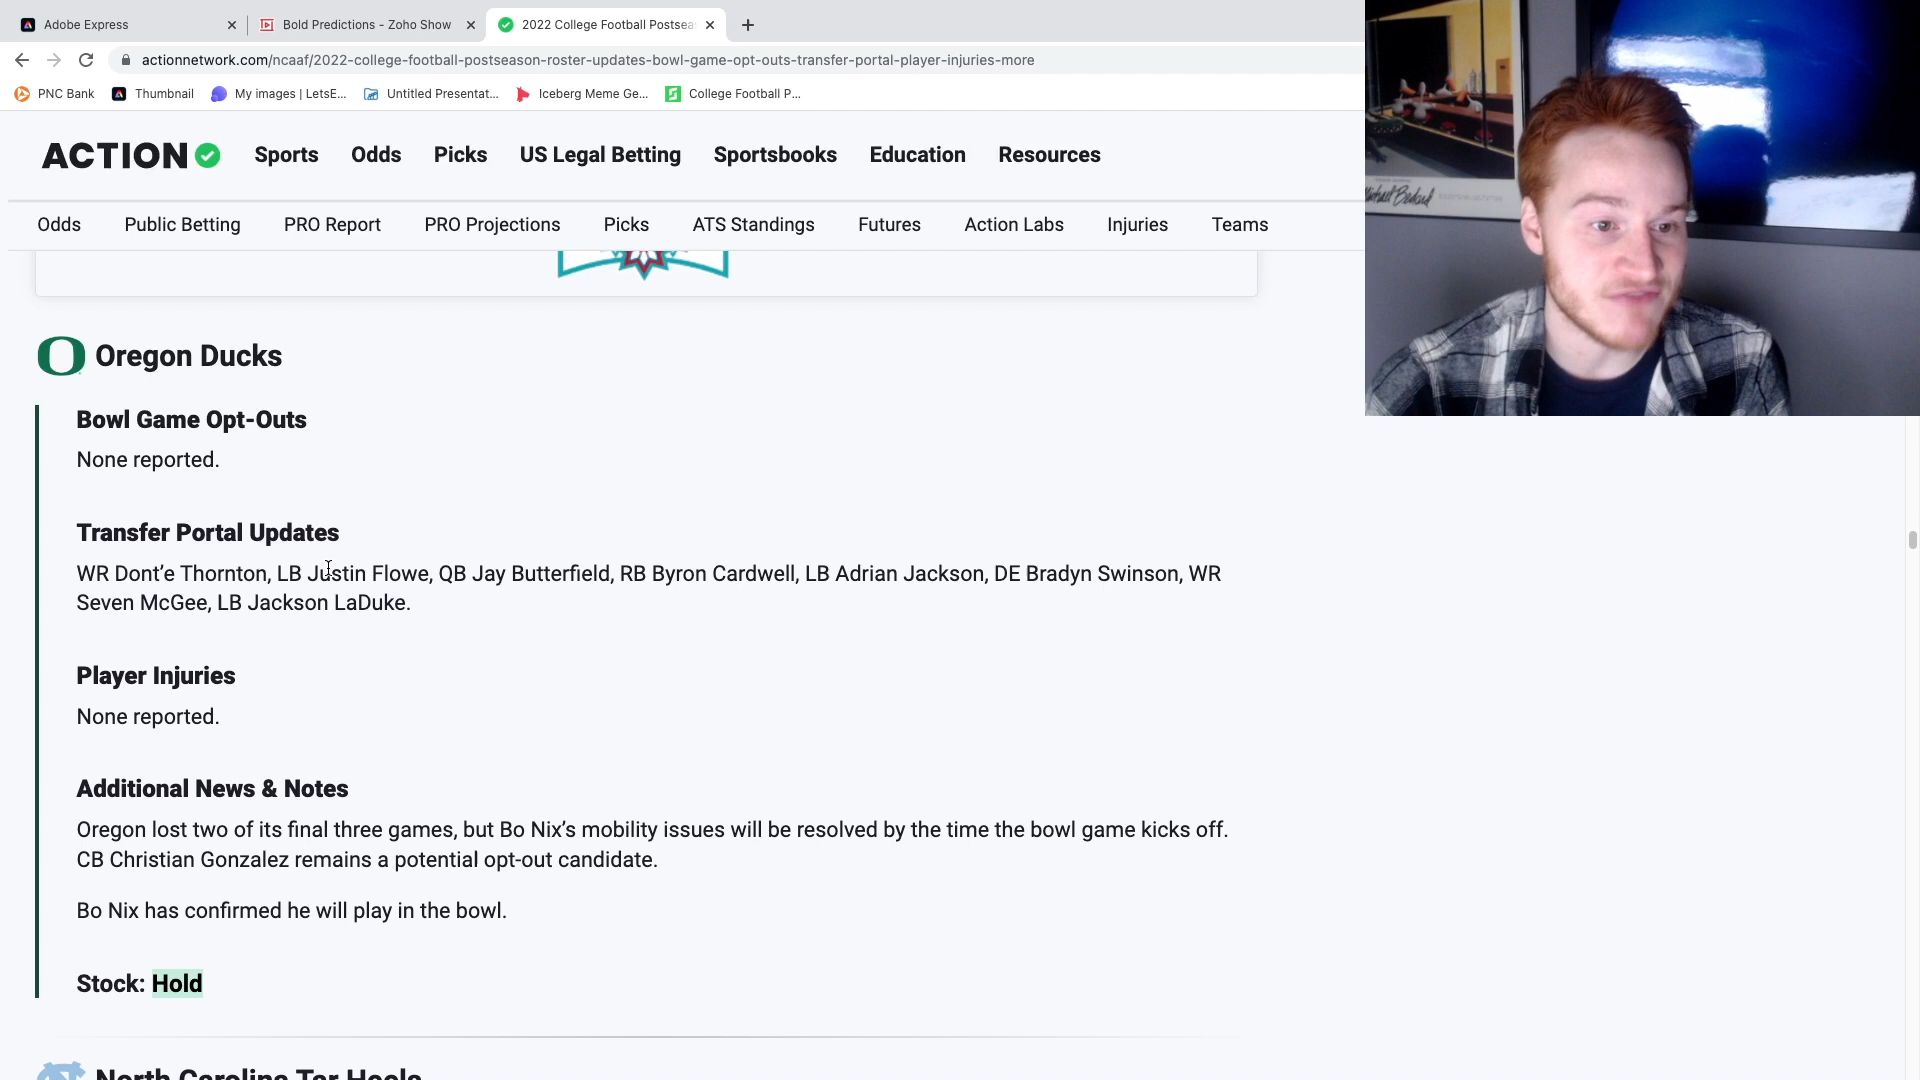 Adobe Express
Bold Predictions - Zoho Show
2022 College Football Postsea
actionnetwork.com/ncaaf/2022-college-football-postseason-roster-updates-bowl-game-opt-outs-transfer-portal-player-injuries-more
PNC Bank
Thumbnail
My images | LetsE...
Untitled Presentat...
Iceberg Meme Ge...
College Football P...
ACTION
Sports
Odds
Picks
US Legal Betting
Sportsbooks
Education
Resources
Odds
Public Betting
PRO Report
PRO Projections
Picks
ATS Standings
Futures
Action Labs
Injuries
Teams
Michael Bedard
Oregon Ducks
Bowl Game Opt-Outs
None reported.
Transfer Portal Updates
WR Dont’e Thornton, LB Justin Flowe, QB Jay Butterfield, RB Byron Cardwell, LB Adrian Jackson, DE Bradyn Swinson, WR
Seven McGee, LB Jackson LaDuke.
Player Injuries
None reported.
Additional News & Notes
Oregon lost two of its final three games, but Bo Nix’s mobility issues will be resolved by the time the bowl game kicks off.
CB Christian Gonzalez remains a potential opt-out candidate.
Bo Nix has confirmed he will play in the bowl.
Stock: Hold
North Carolina Tar Heels